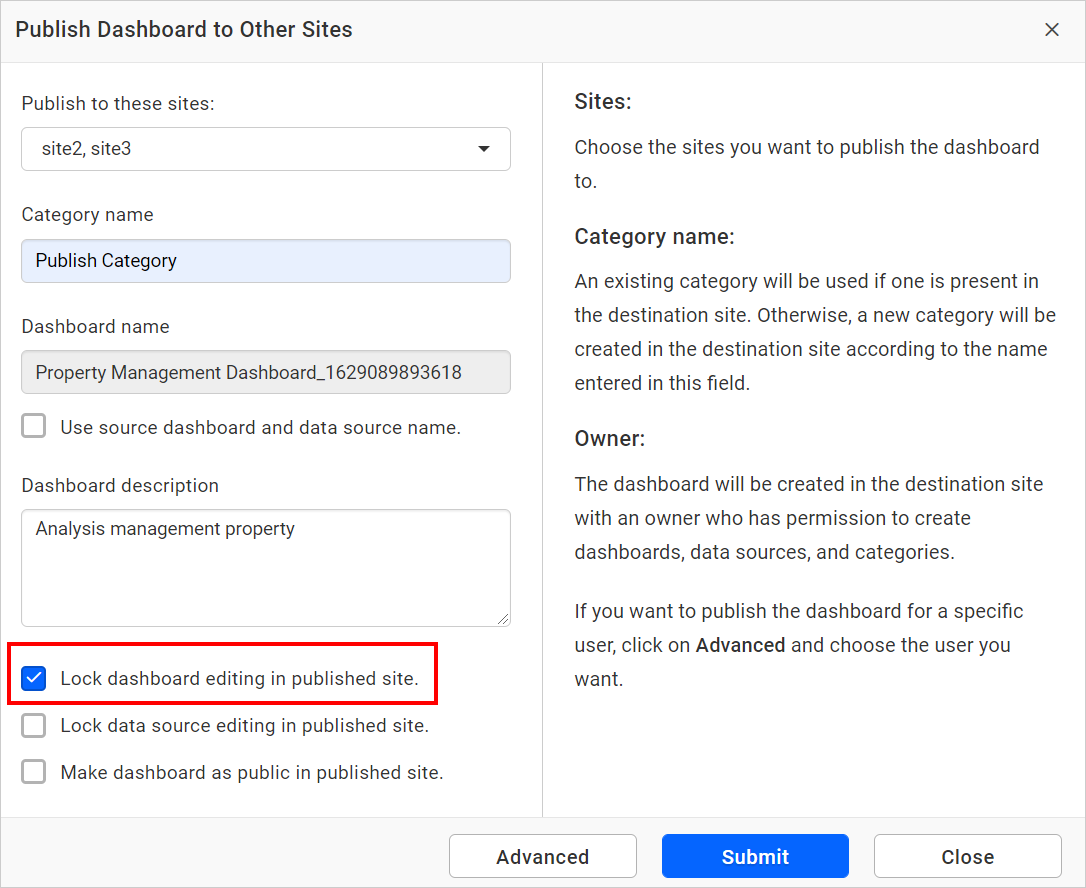 Publish Dashboard to Other Sites
Publish to these sites:
site2, site3
Category name
Publish Category
Dashboard name
Property Management Dashboard_1629089893618
Use source dashboard and data source name.
Dashboard description
Analysis management property
Lock dashboard editing in published site.
Lock data source editing in published site.
Make dashboard as public in published site.
Sites:
Choose the sites you want to publish the dashboard
to.
Category name:
An existing category will be used if one is present in
the destination site. Otherwise, a new category will be
created in the destination site according to the name
entered in this field.
Owner:
The dashboard will be created in the destination site
with an owner who has permission to create
dashboards, data sources, and categories.
If you want to publish the dashboard for a specific
user, click on Advanced and choose the user you
want.
Advanced
Submit
Close